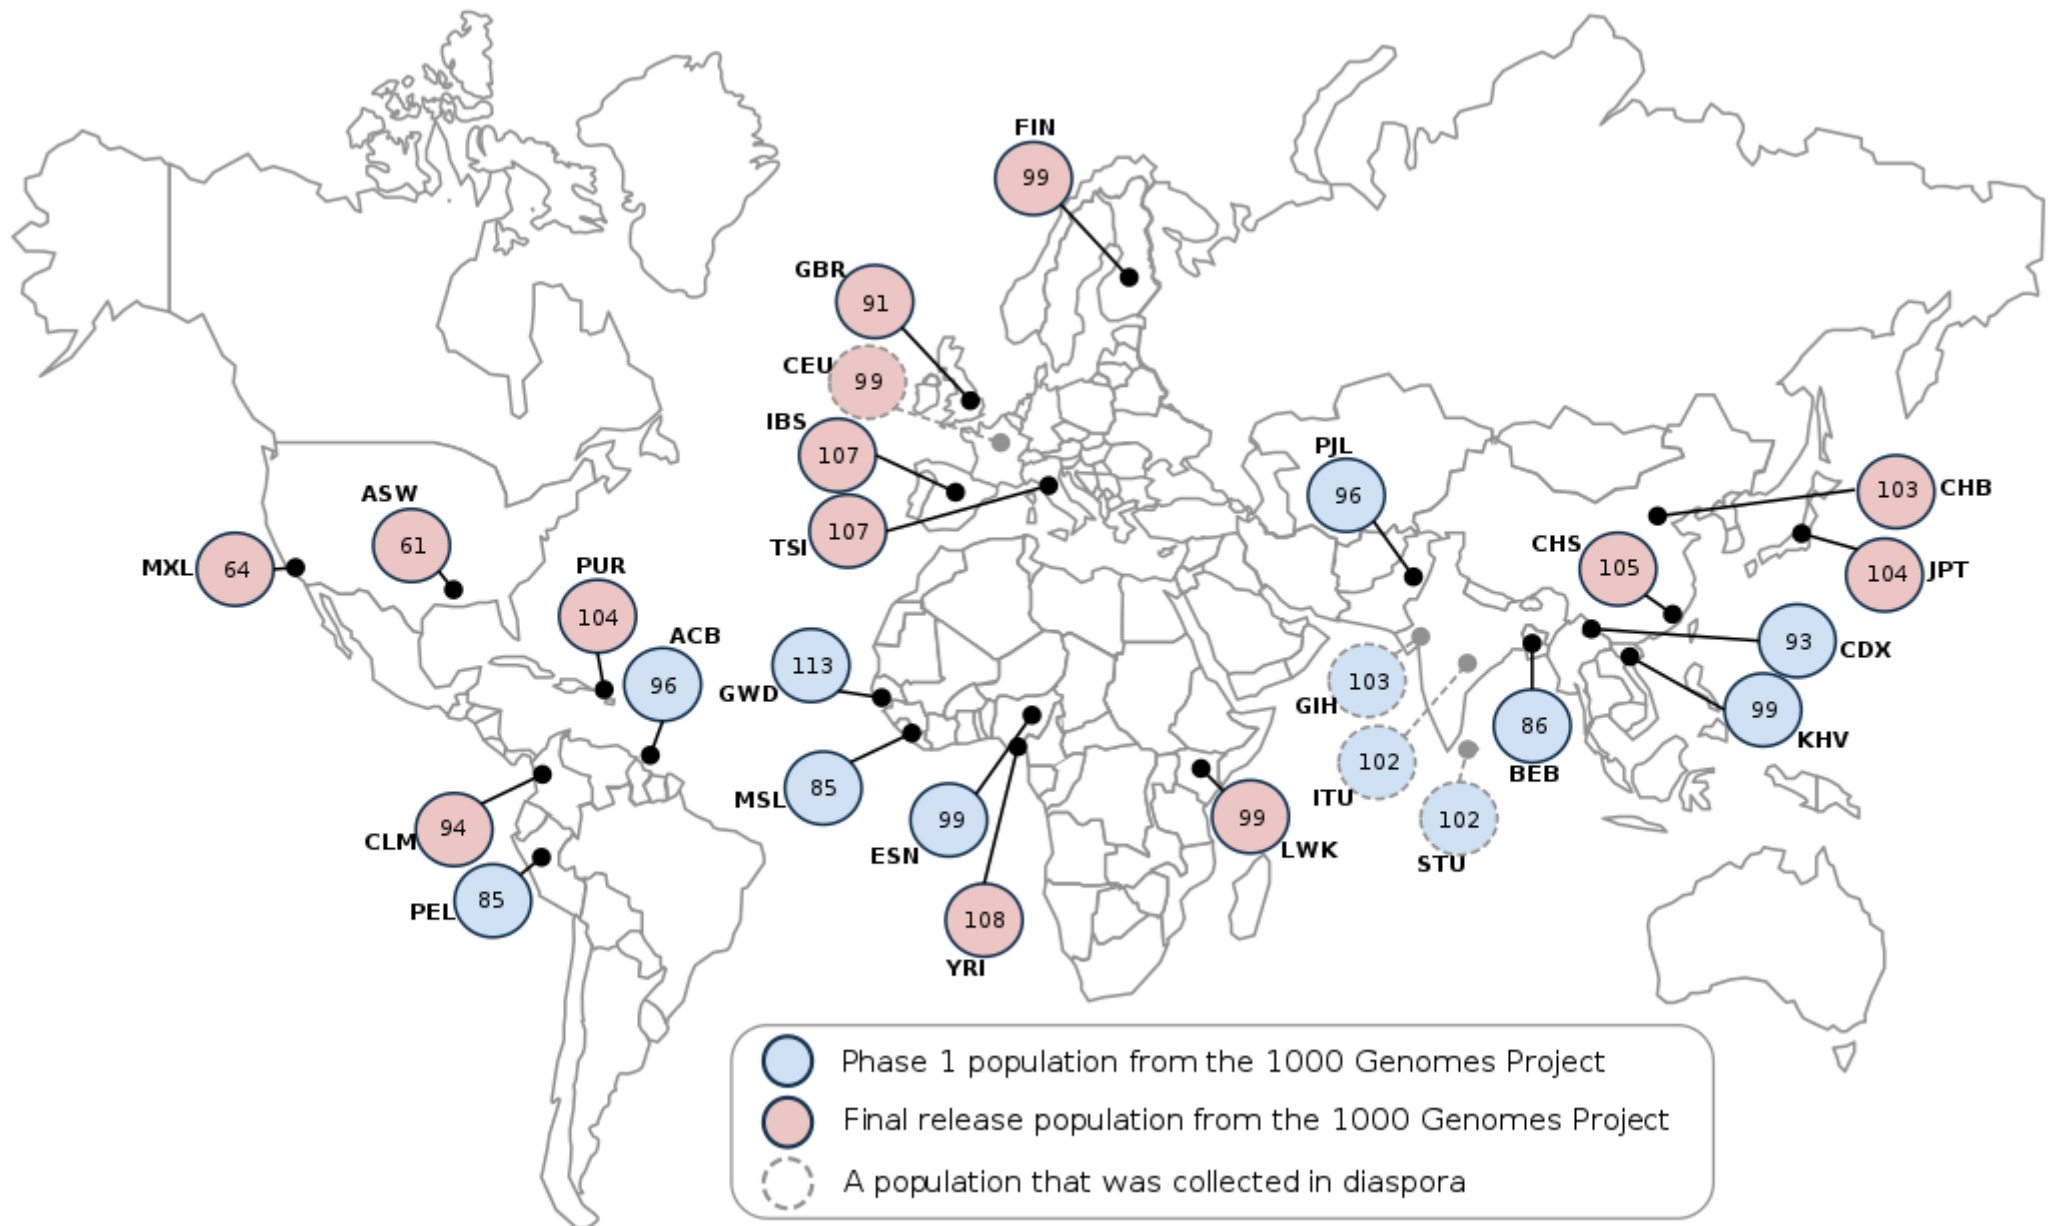 FIN
99
GBR
91
CEU
99
IBS
107
TSI
107
PJL
96
CHB
103
CHS
105
JPT
104
ASW
61
MXL
64
PUR
104
ACB
96
GWD
113
CDX
93
GIH
103
KHV
99
BEB
86
ITU
102
STU
102
MSL
85
ESN
99
LWK
99
CLM
94
PEL
85
YRI
108
Phase 1 population from the 1000 Genomes Project
Final release population from the 1000 Genomes Project
A population that was collected in diaspora